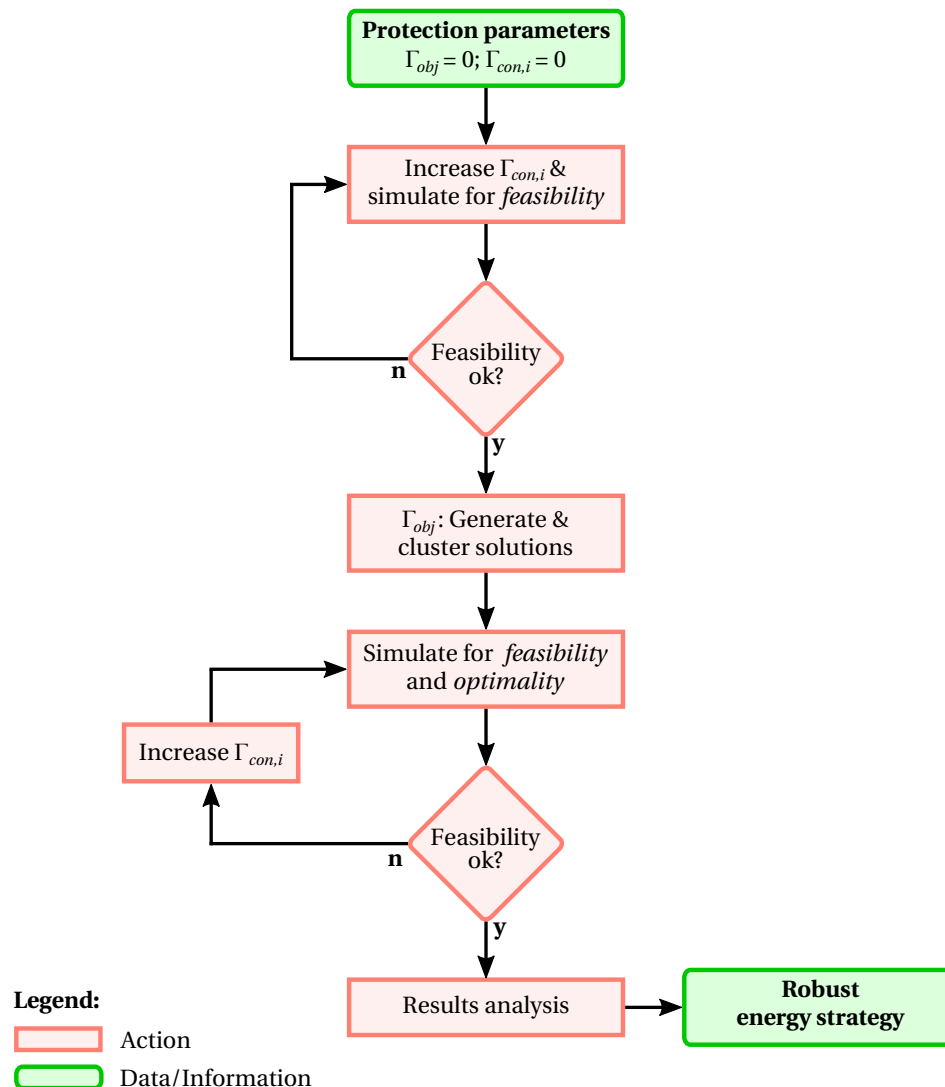 Protection parameters
Γobj = 0; Γcon,i = 0
Increase Γcon,i &
simulate for feasibility
Feasibility
ok?
n
y
Γobj: Generate &
cluster solutions
Simulate for feasibility
and optimality
Increase Γcon,i
Feasibility
ok?
n
y
Results analysis
Robust
energy strategy
Legend:
Action
Data/Information